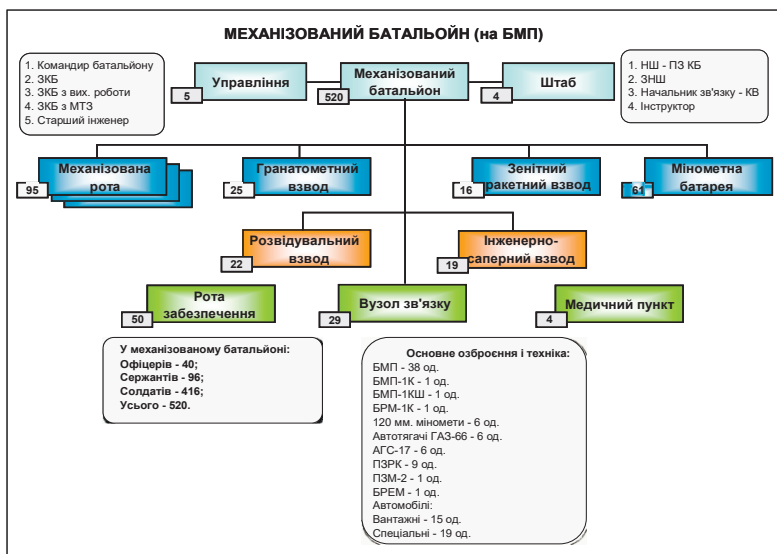 МЕХАНІЗОВАНИЙ БАТАЛЬОЙН (на БМП)
1. Командир батальйону
2. ЗКБ
3. ЗКБ з вих. роботи
4. ЗКБ з МТЗ
5. Старший інженер
Управління
5
Механізований
батальйон
520
Штаб
4
1. НШ - ПЗ КБ
2. ЗНШ
3. Начальник зв'язку - КВ
4. Інструктор
Механізована
рота
95
Гранатометний
взвод
25
Зенітний
ракетний взвод
16
Мінометна
батарея
61
Розвідувальний
взвод
22
Інженерно-
саперний взвод
19
Рота
забезпечення
50
Вузол зв'язку
29
Медичний пункт
4
У механізованому батальйоні:
Офіцерів - 40;
Сержантів - 96;
Солдатів - 416;
Усього - 520.
Основне озброєння і техніка:
БМП - 38 од.
БМП-1К - 1 од.
БМП-1КШ - 1 од.
БРМ-1К - 1 од.
120 мм. міномети - 6 од.
Автотягачі ГАЗ-66 - 6 од.
АГС-17 - 6 од.
ПЗРК - 9 од.
ПЗМ-2 - 1 од.
БРЕМ - 1 од.
Автомобілі:
Вантажні - 15 од.
Спеціальні - 19 од.